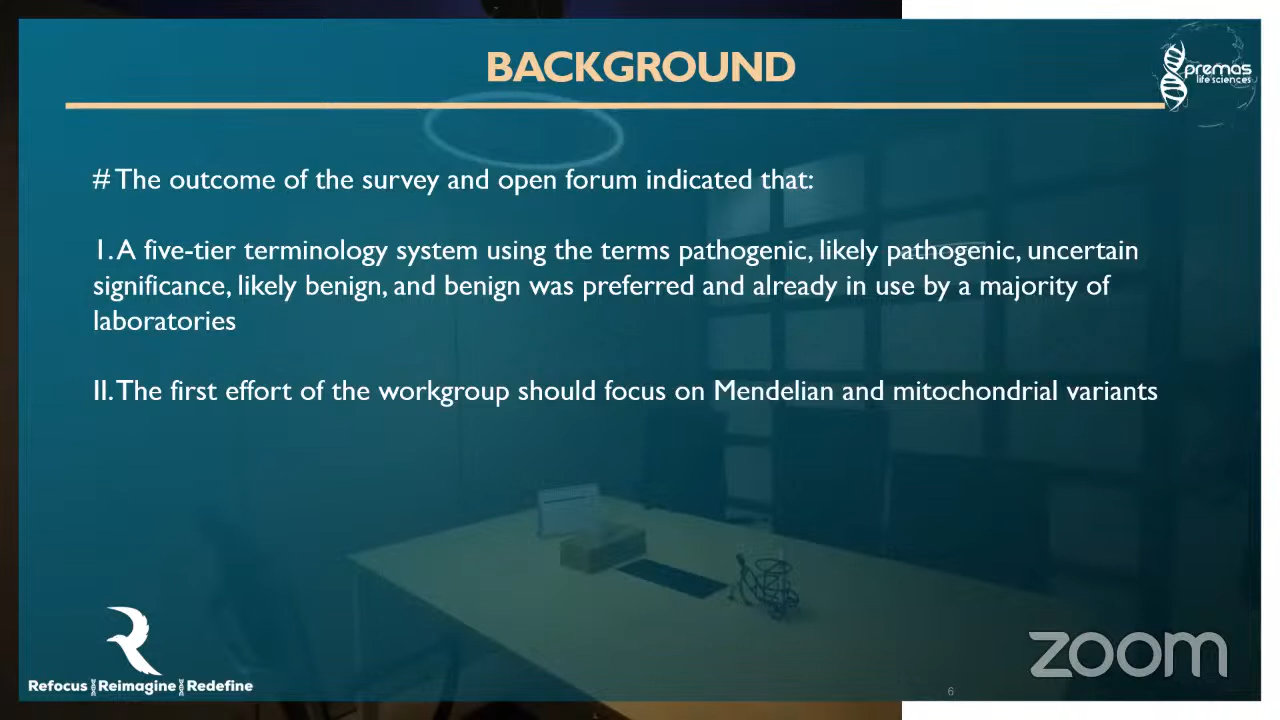 BACKGROUND
premas
life sciences
# The outcome of the survey and open forum indicated that:
I. A five-tier terminology system using the terms pathogenic, likely pathogenic, uncertain
significance, likely benign, and benign was preferred and already in use by a majority of
laboratories
II. The first effort of the workgroup should focus on Mendelian and mitochondrial variants
Refocus Reimagine Redefine
zoom
6